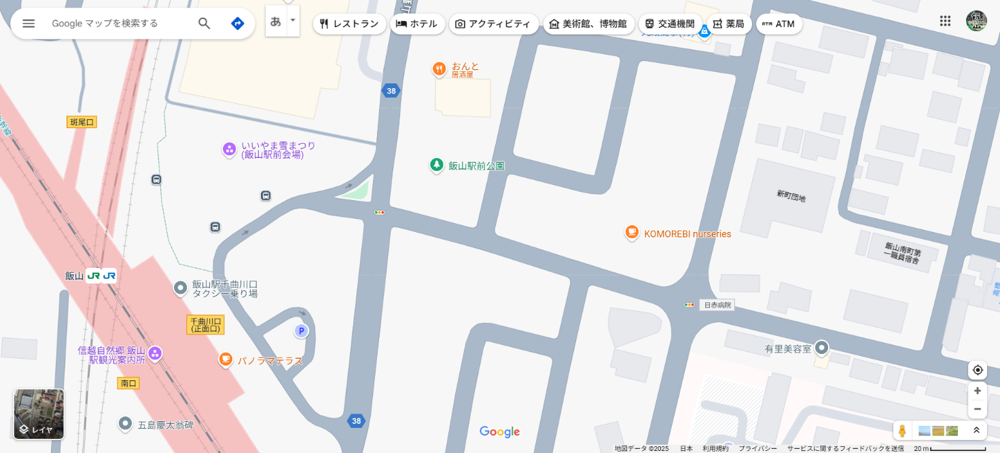 Google マップを検索する
あ
レストラン
ホテル
アクティビティ
美術館、博物館
交通機関
薬局
ATM
38
おんと
居酒屋
斑尾口
いいやま雪まつり
(飯山駅前会場)
飯山駅前公園
新町団地
KOMOREBI nurseries
飯山南町第
一職員宿舎
飯山 JR JR
飯山駅千曲川口
タクシー乗り場
日赤病院
千曲川口
(正面口)
P
有里美容室
信越自然郷 飯山
駅観光案内所
パノラマテラス
南口
38
五島慶太翁碑
レイヤ
Google
地図データ ©2025 日本 利用規約 プライバシー サービスに関するフィードバックを送信 20 m